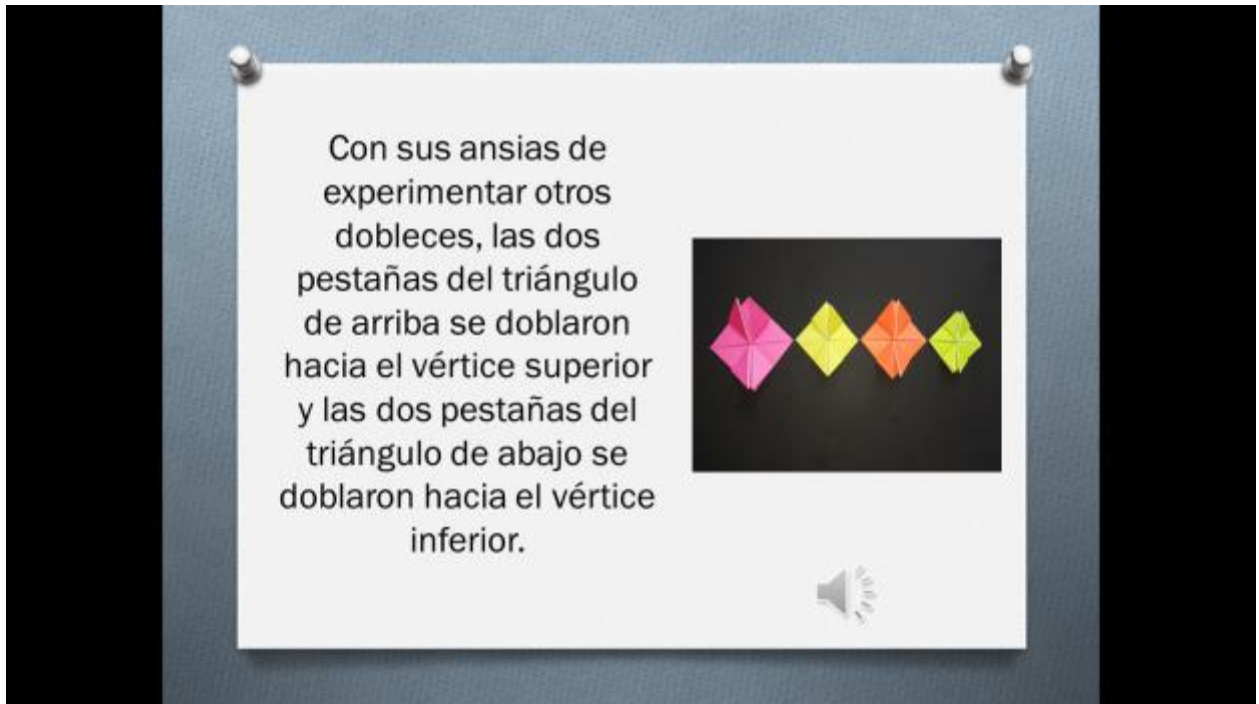 Con sus ansias de
experimentar otros
dobleces, las dos
pestañas del triángulo
de arriba se doblaron
hacia el vértice superior
y las dos pestañas del
triángulo de abajo se
doblaron hacia el vértice
inferior.